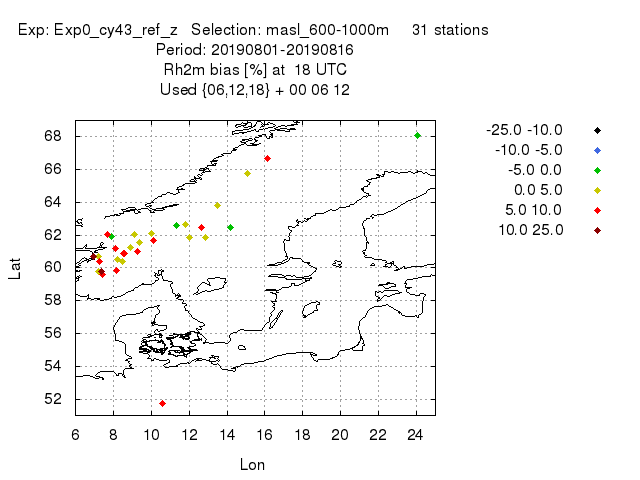 Exp: Exp0_cy43_ref_z   Selection: masl_600-1000m     31 stations
Period: 20190801-20190816
Rh2m bias [%] at  18 UTC
Used {06,12,18} + 00 06 12
-25.0 -10.0
-10.0 -5.0
-5.0 0.0
0.0 5.0
5.0 10.0
10.0 25.0
68
66
64
62
60
58
56
54
52
Lat
6 8 10 12 14 16 18 20 22 24
Lon